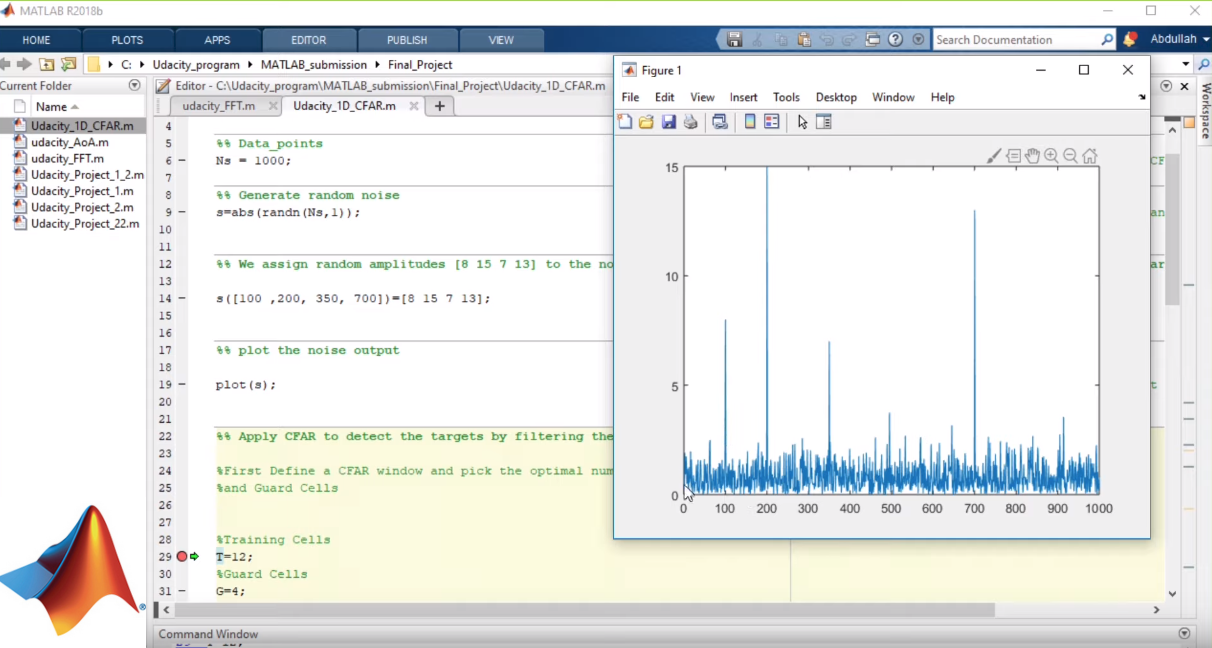 MATLAB R2018b
HOME PLOTS APPS EDITOR PUBLISH VIEW
Search Documentation
Abdullah
C: Udacity_program MATLAB_submission Final_Project
Current Folder
Name
Udacity_1D_CFAR.m
udacity_AoA.m
udacity_FFT.m
Udacity_Project_1_2.m
Udacity_Project_1.m
Udacity_Project_2.m
Udacity_Project_22.m
Editor - C:\Udacity_program\MATLAB_submission\Final_Project\Udacity_1D_CFAR.m
udacity_FFT.m Udacity_1D_CFAR.m +
4
5 %% Data_points
6 – Ns = 1000;
7
8 %% Generate random noise
9 – s=abs(randn(Ns,1));
10
11
12 %% We assign random amplitudes [8 15 7 13] to the no
13
14 – s([100 ,200, 350, 700])=[8 15 7 13];
15
16
17 %% plot the noise output
18
19 – plot(s);
20
21
22 %% Apply CFAR to detect the targets by filtering the
23
24 %First Define a CFAR window and pick the optimal num
25 %and Guard Cells
26
27
28 %Training Cells
29 T=12;
30 %Guard Cells
31 – G=4;
Figure 1
File Edit View Insert Tools Desktop Window Help
15
10
5
0
0 100 200 300 400 500 600 700 800 900 1000
CF
an
ar
t
Workspace
Command Window